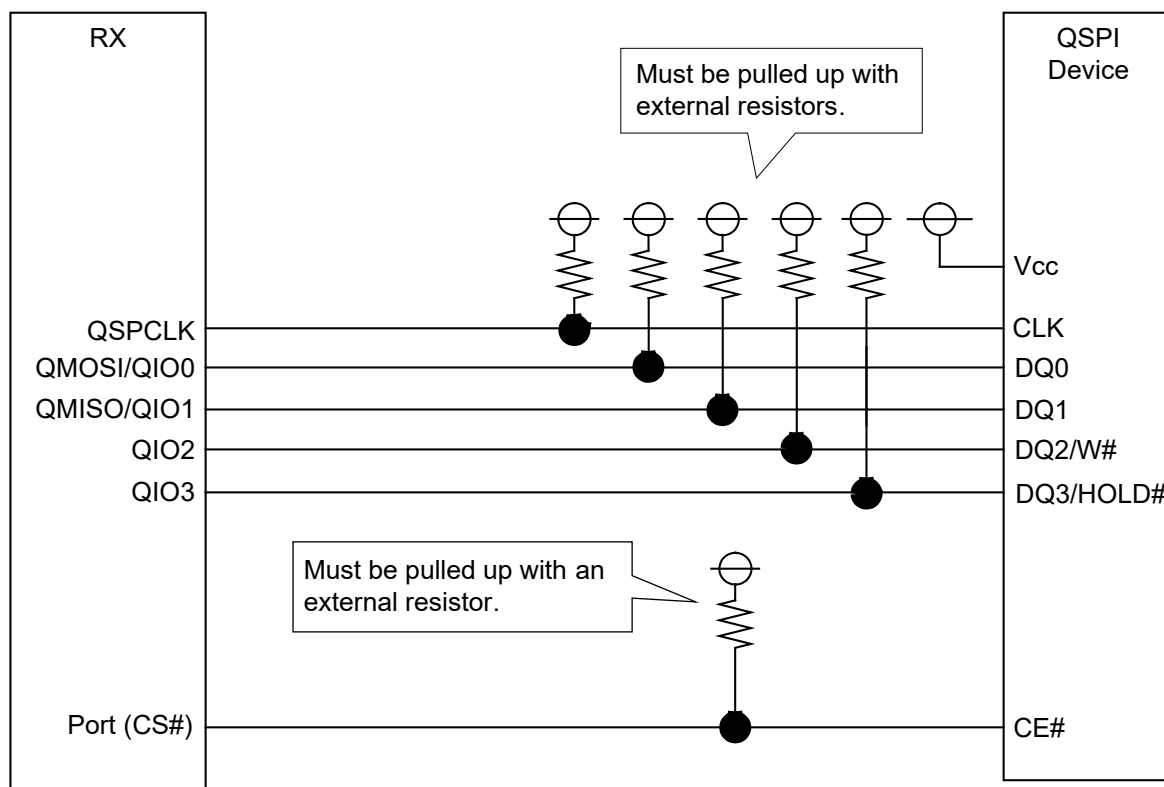 RX
QSPI
Device
Must be pulled up with
external resistors.
Vcc
QSPCLK
CLK
QMOSI/QIO0
DQ0
QMISO/QIO1
DQ1
QIO2
DQ2/W#
QIO3
DQ3/HOLD#
Must be pulled up with an
external resistor.
Port (CS#)
CE#